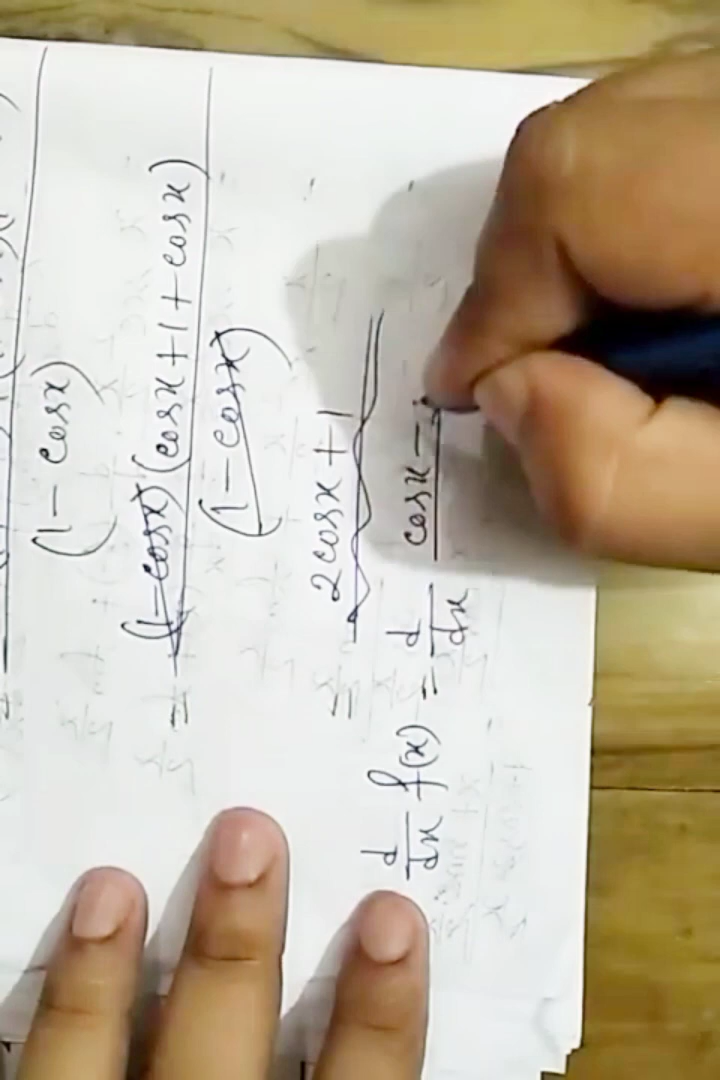 (1 - cosx)
= (1-cosx)(cosx+1+cosx)
(1-cosx)
= 2cosx+1
d/dx f(x) = d/dx cosx -